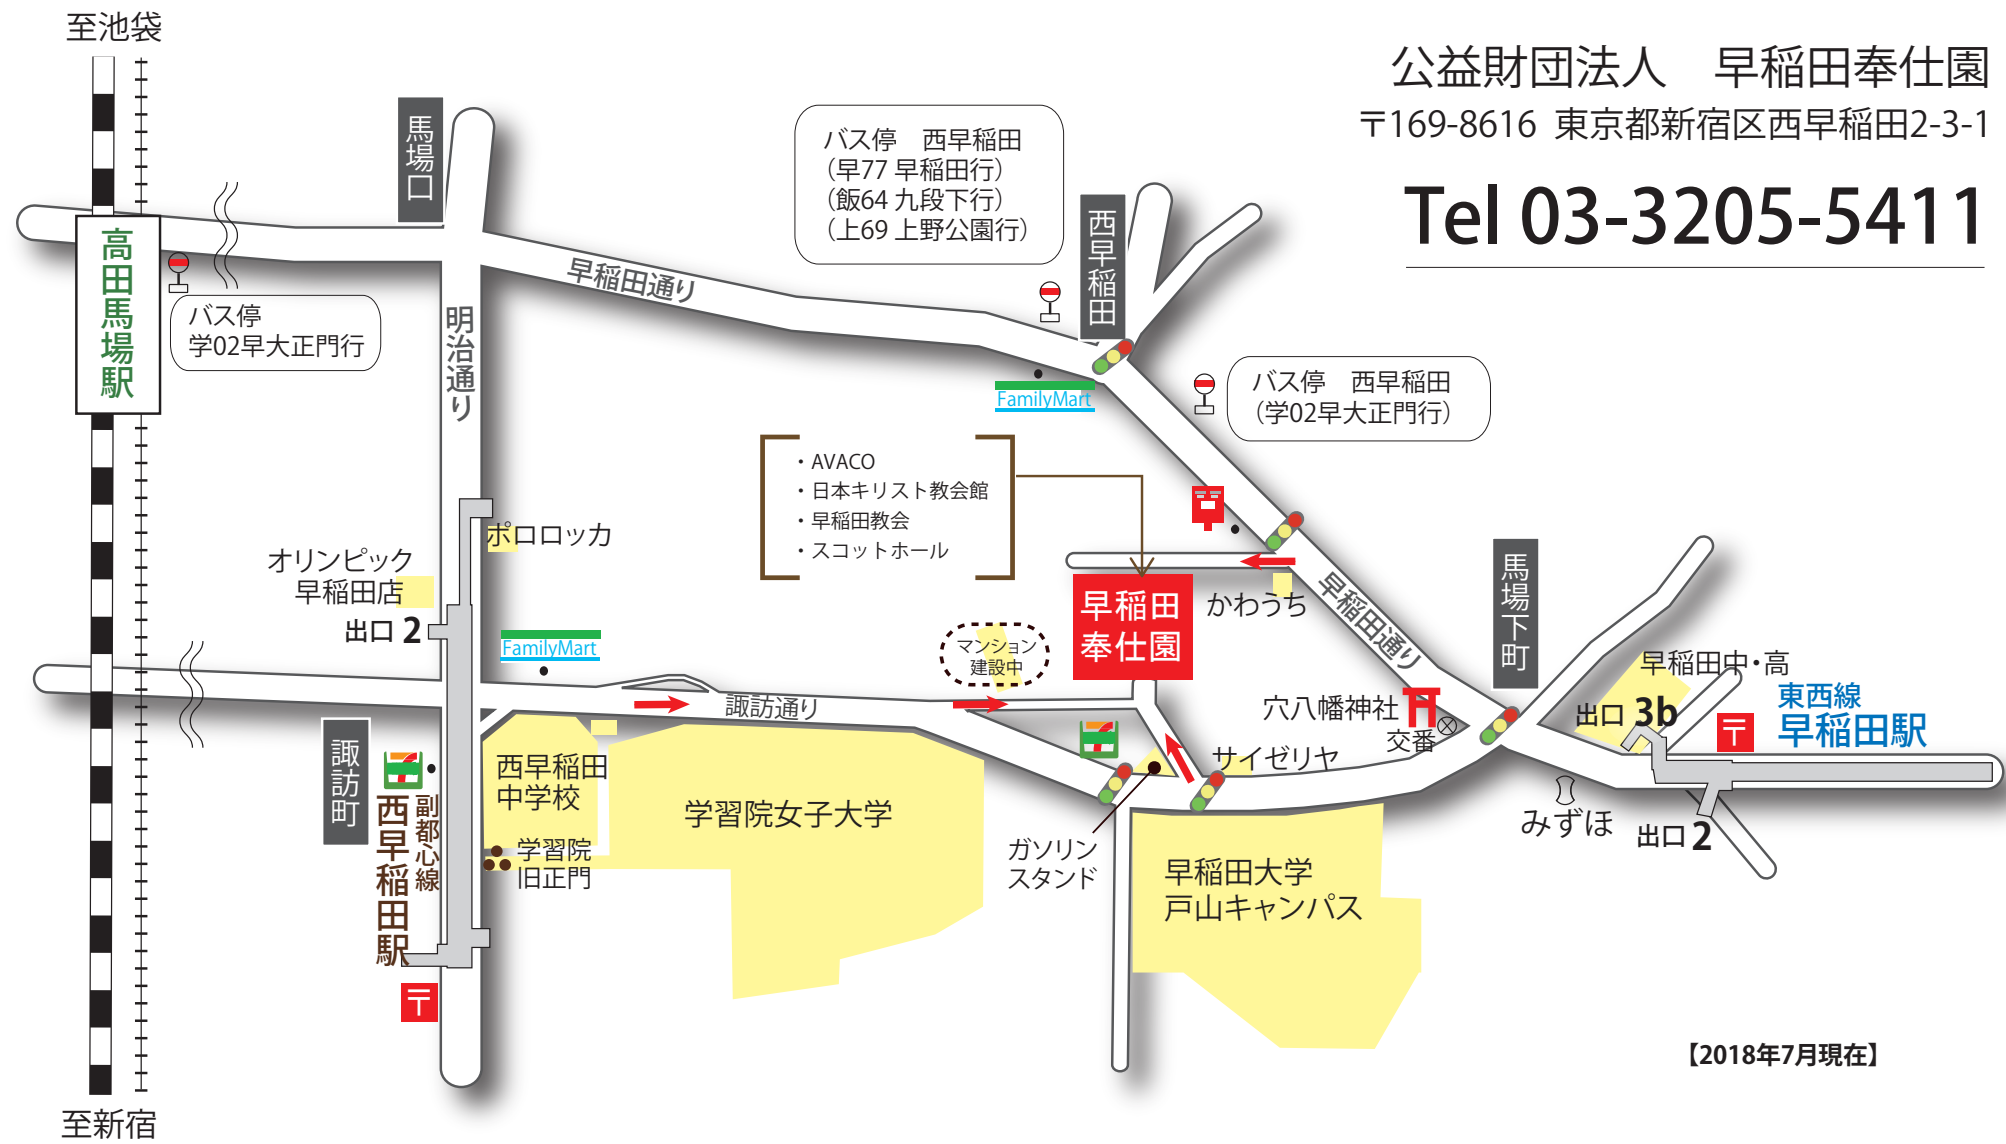 至池袋
公益財団法人　早稲田奉仕園
〒169-8616 東京都新宿区西早稲田2-3-1
Tel 03-3205-5411
馬場口
バス停　西早稲田
（早77 早稲田行）
（飯64 九段下行）
（上69 上野公園行）
西早稲田
高田馬場駅
バス停
学02早大正門行
早稲田通り
明治通り
FamilyMart
バス停　西早稲田
（学02早大正門行）
・AVACO
・日本キリスト教会館
・早稲田教会
・スコットホール
ポロロッカ
オリンピック
早稲田店
出口 2
FamilyMart
マンション
建設中
早稲田
奉仕園
かわうち
早稲田通り
馬場下町
早稲田中・高
出口 3b
〒
東西線
早稲田駅
諏訪通り
穴八幡神社
交番
サイゼリヤ
諏訪町
7
7
西早稲田
中学校
学習院女子大学
副都心線
西早稲田駅
学習院
旧正門
ガソリン
スタンド
早稲田大学
戸山キャンパス
みずほ
出口 2
〒
【2018年7月現在】
至新宿